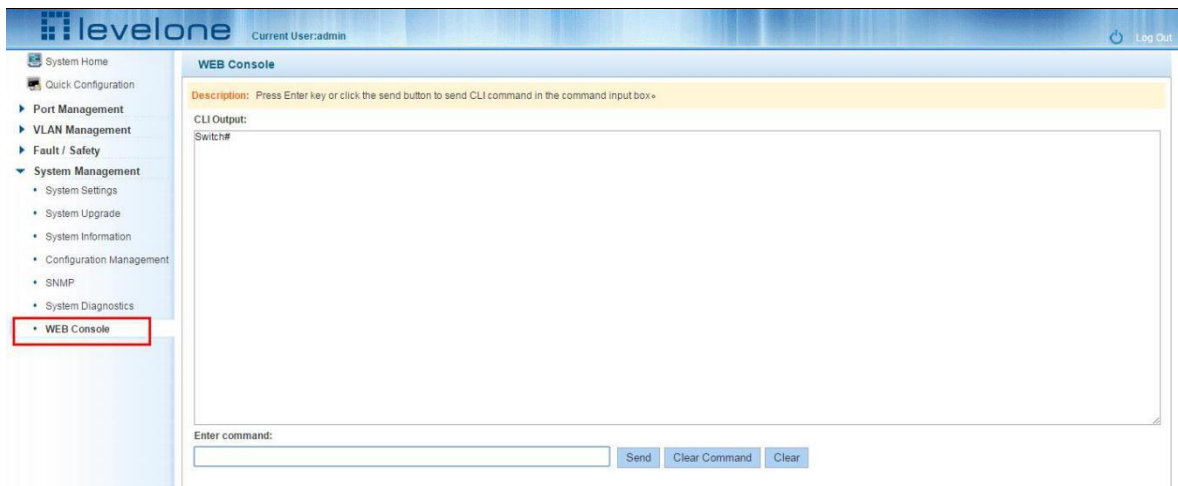 levelone
Current User:admin
Log Out
System Home
Quick Configuration
Port Management
VLAN Management
Fault / Safety
System Management
System Settings
System Upgrade
System Information
Configuration Management
SNMP
System Diagnostics
WEB Console
WEB Console
Description: Press Enter key or click the send button to send CLI command in the command input box。
CLI Output:
Switch#
Enter command:
Send
Clear Command
Clear